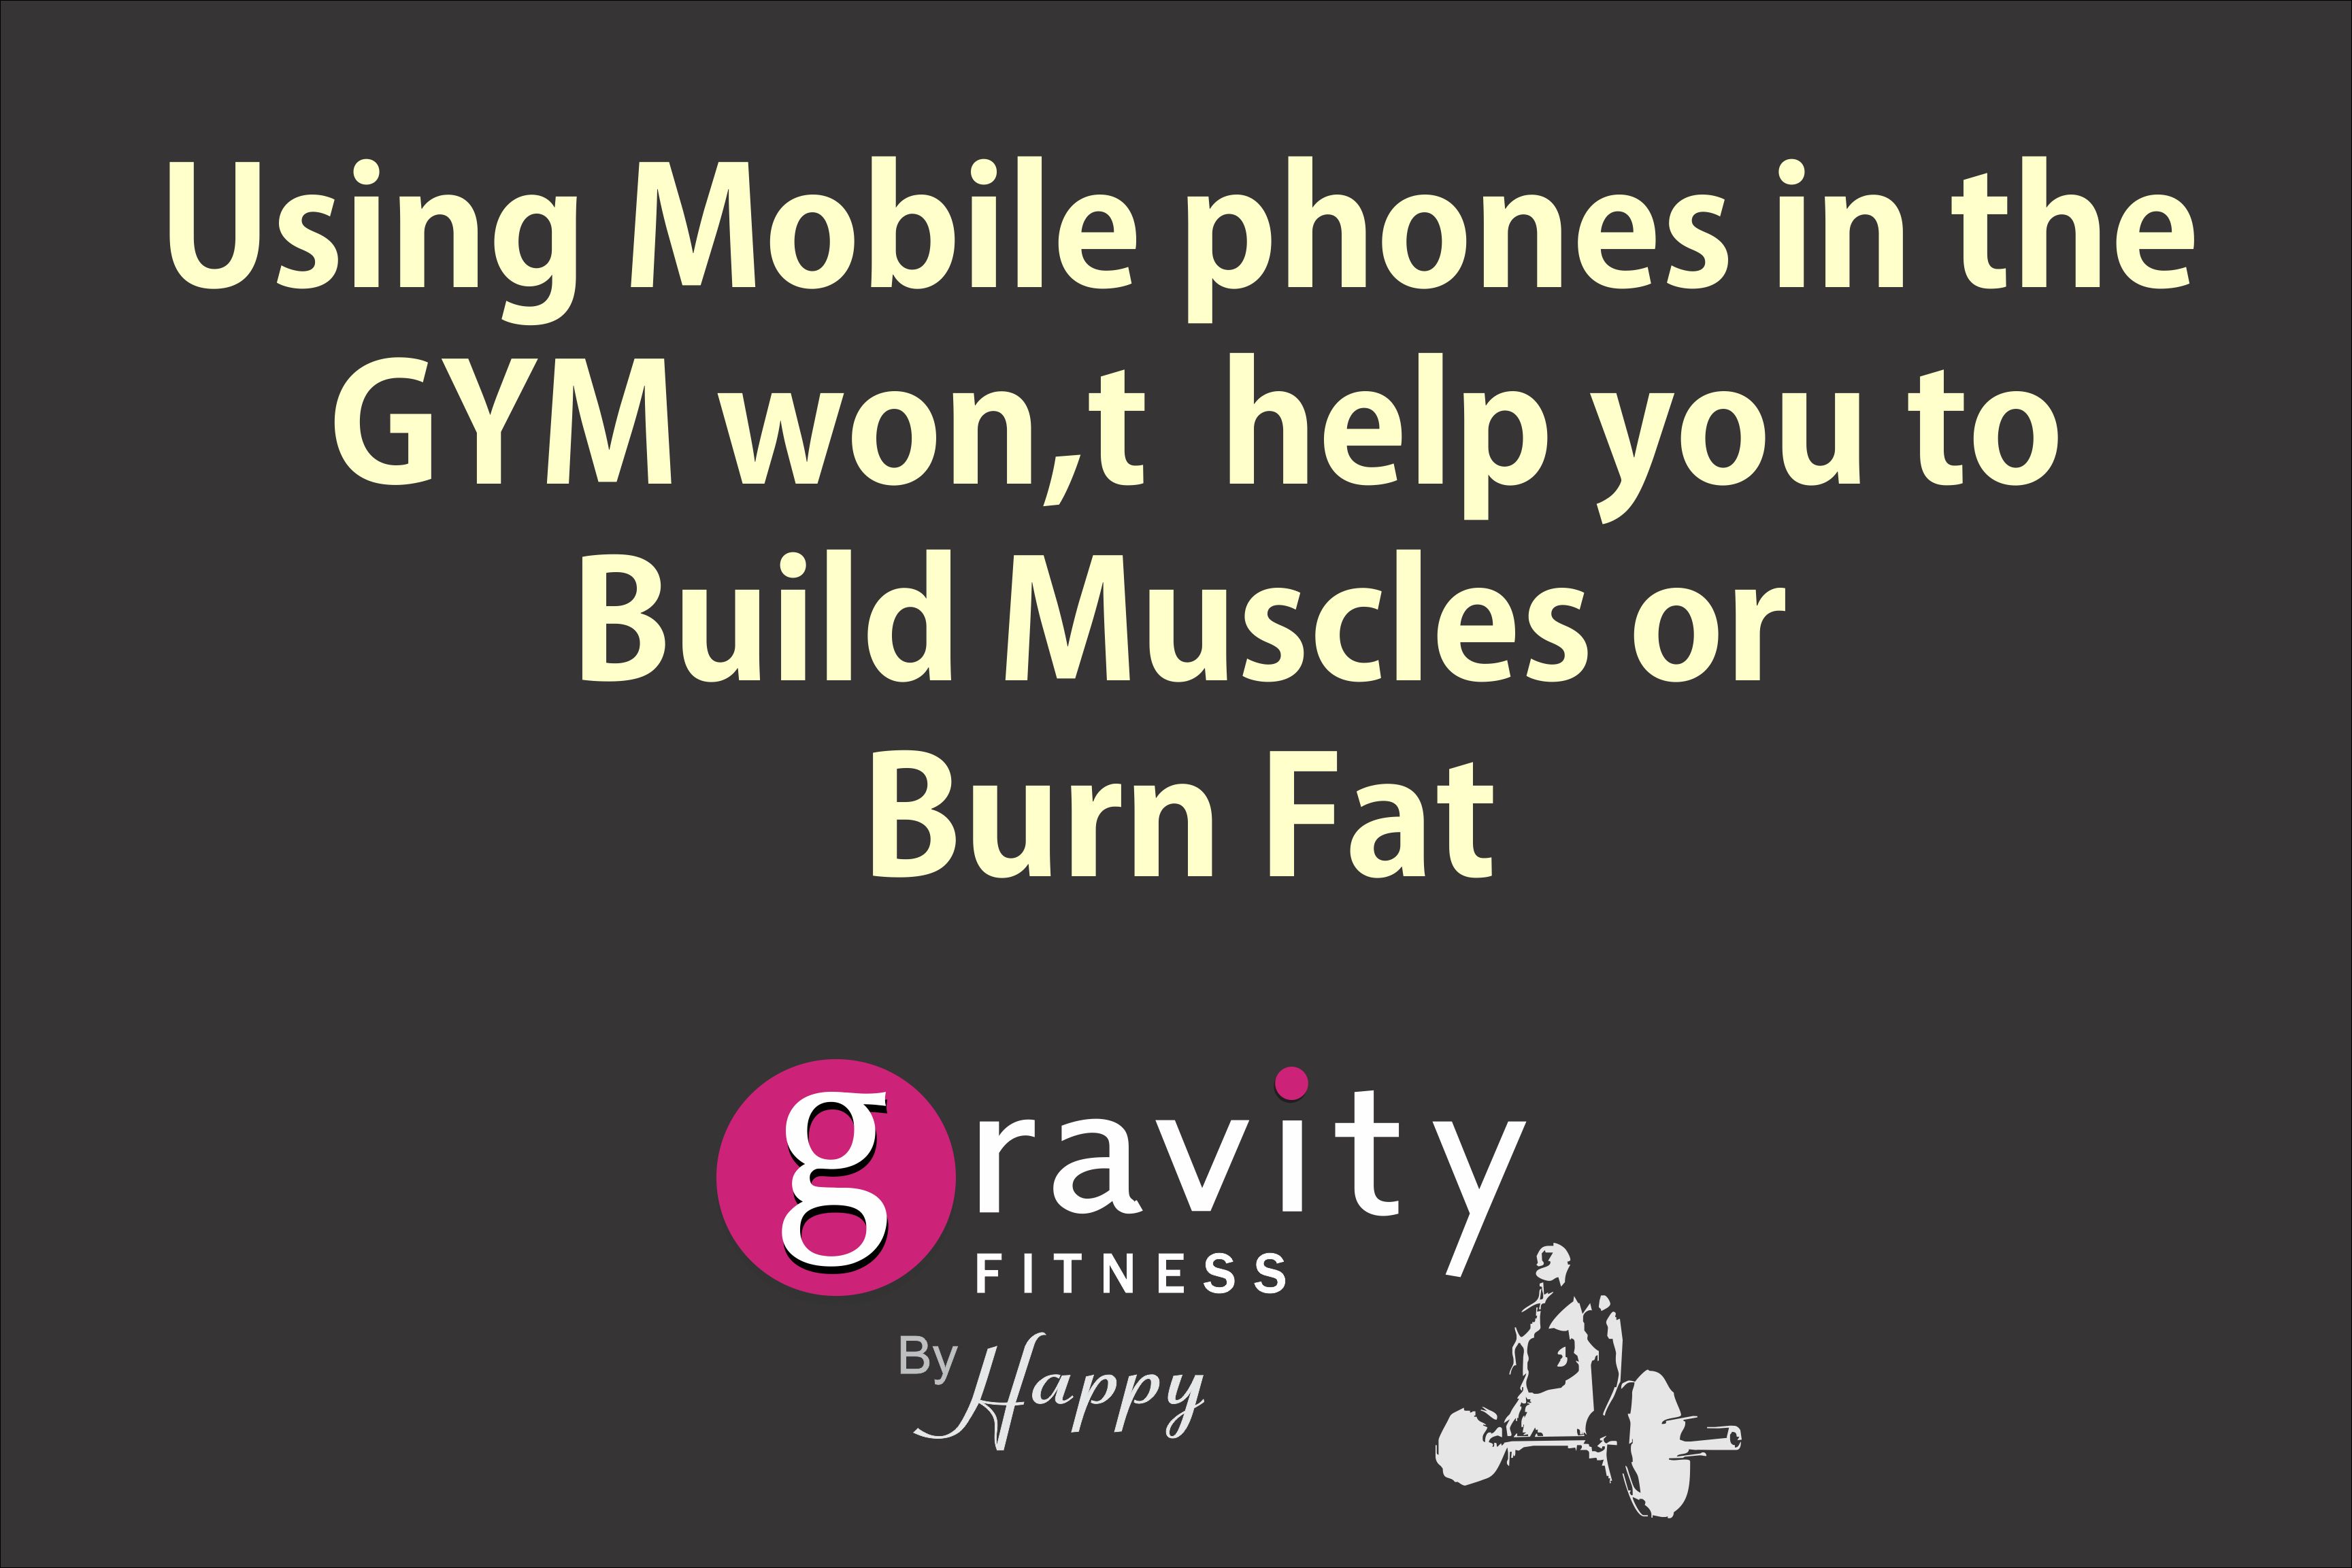 Using Mobile phones in the
GYM won,t help you to
Build Muscles or
Burn Fat
gravity
FITNESS
By Happy